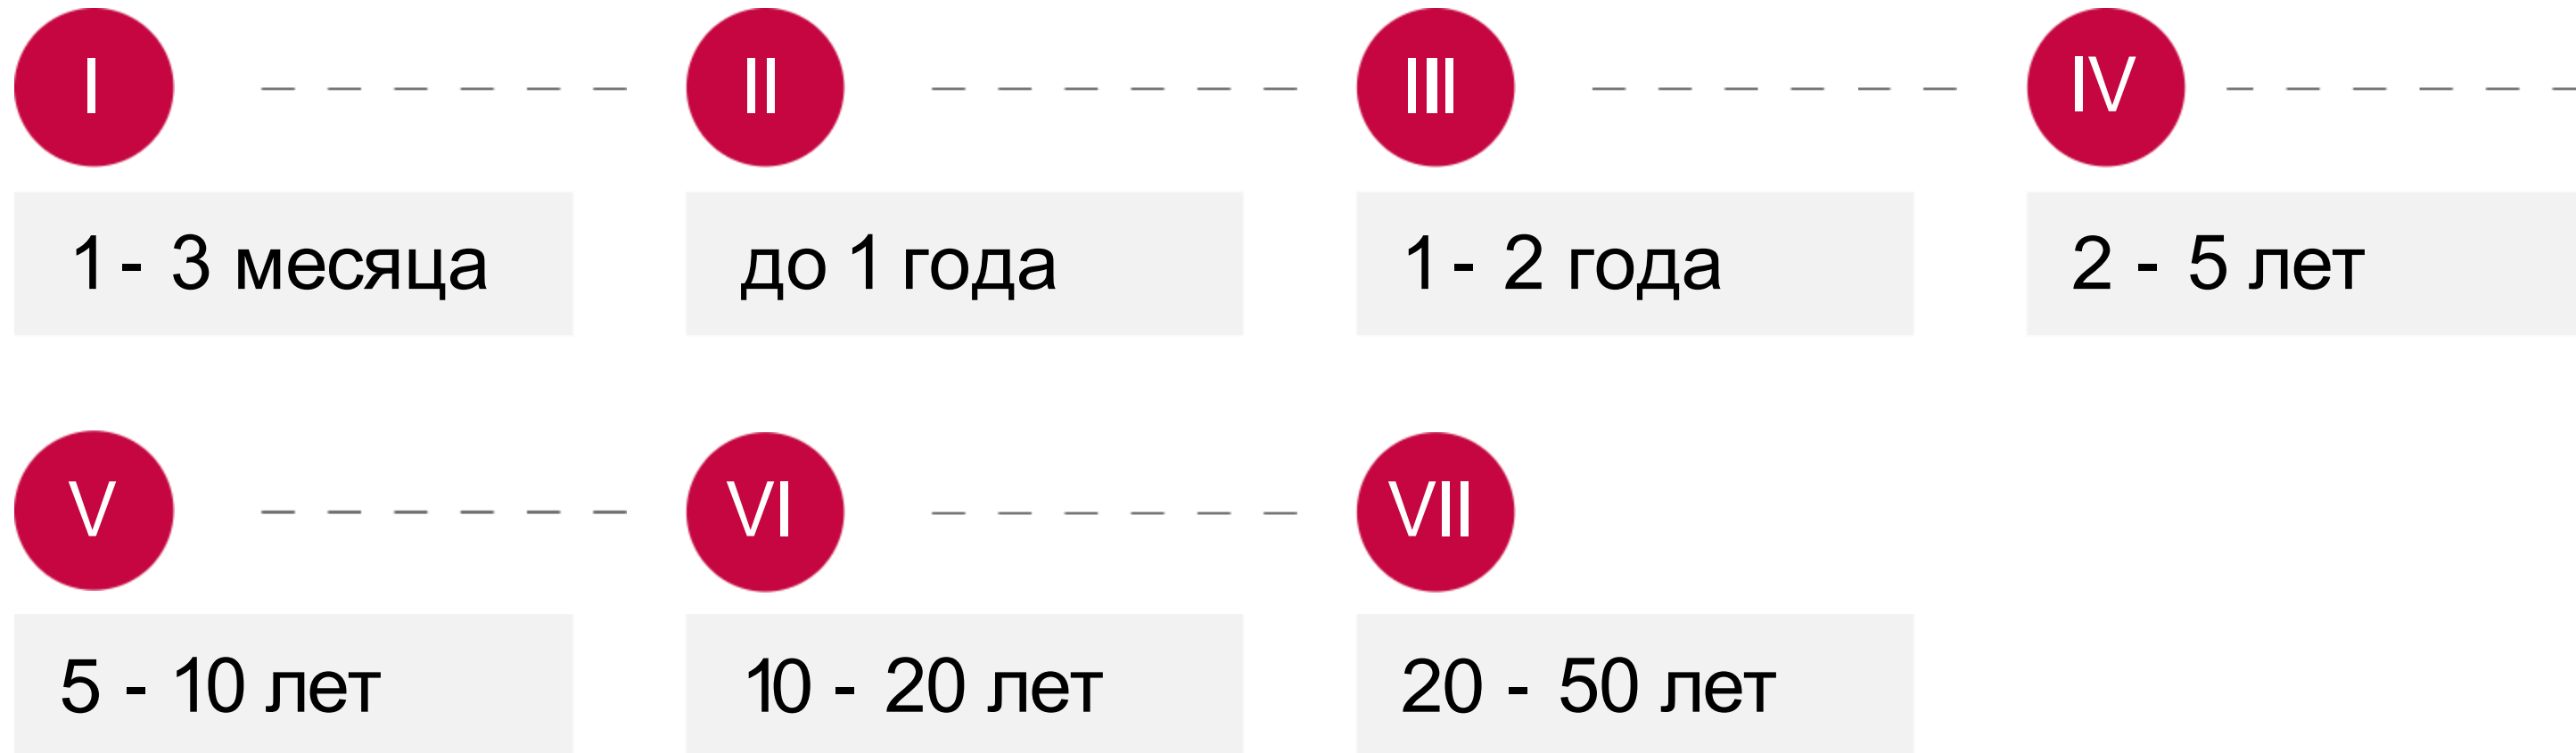 I II III IV
1 - 3 месяца до 1 года 1 - 2 года 2 - 5 лет
V VI VII
5 - 10 лет 10 - 20 лет 20 - 50 лет